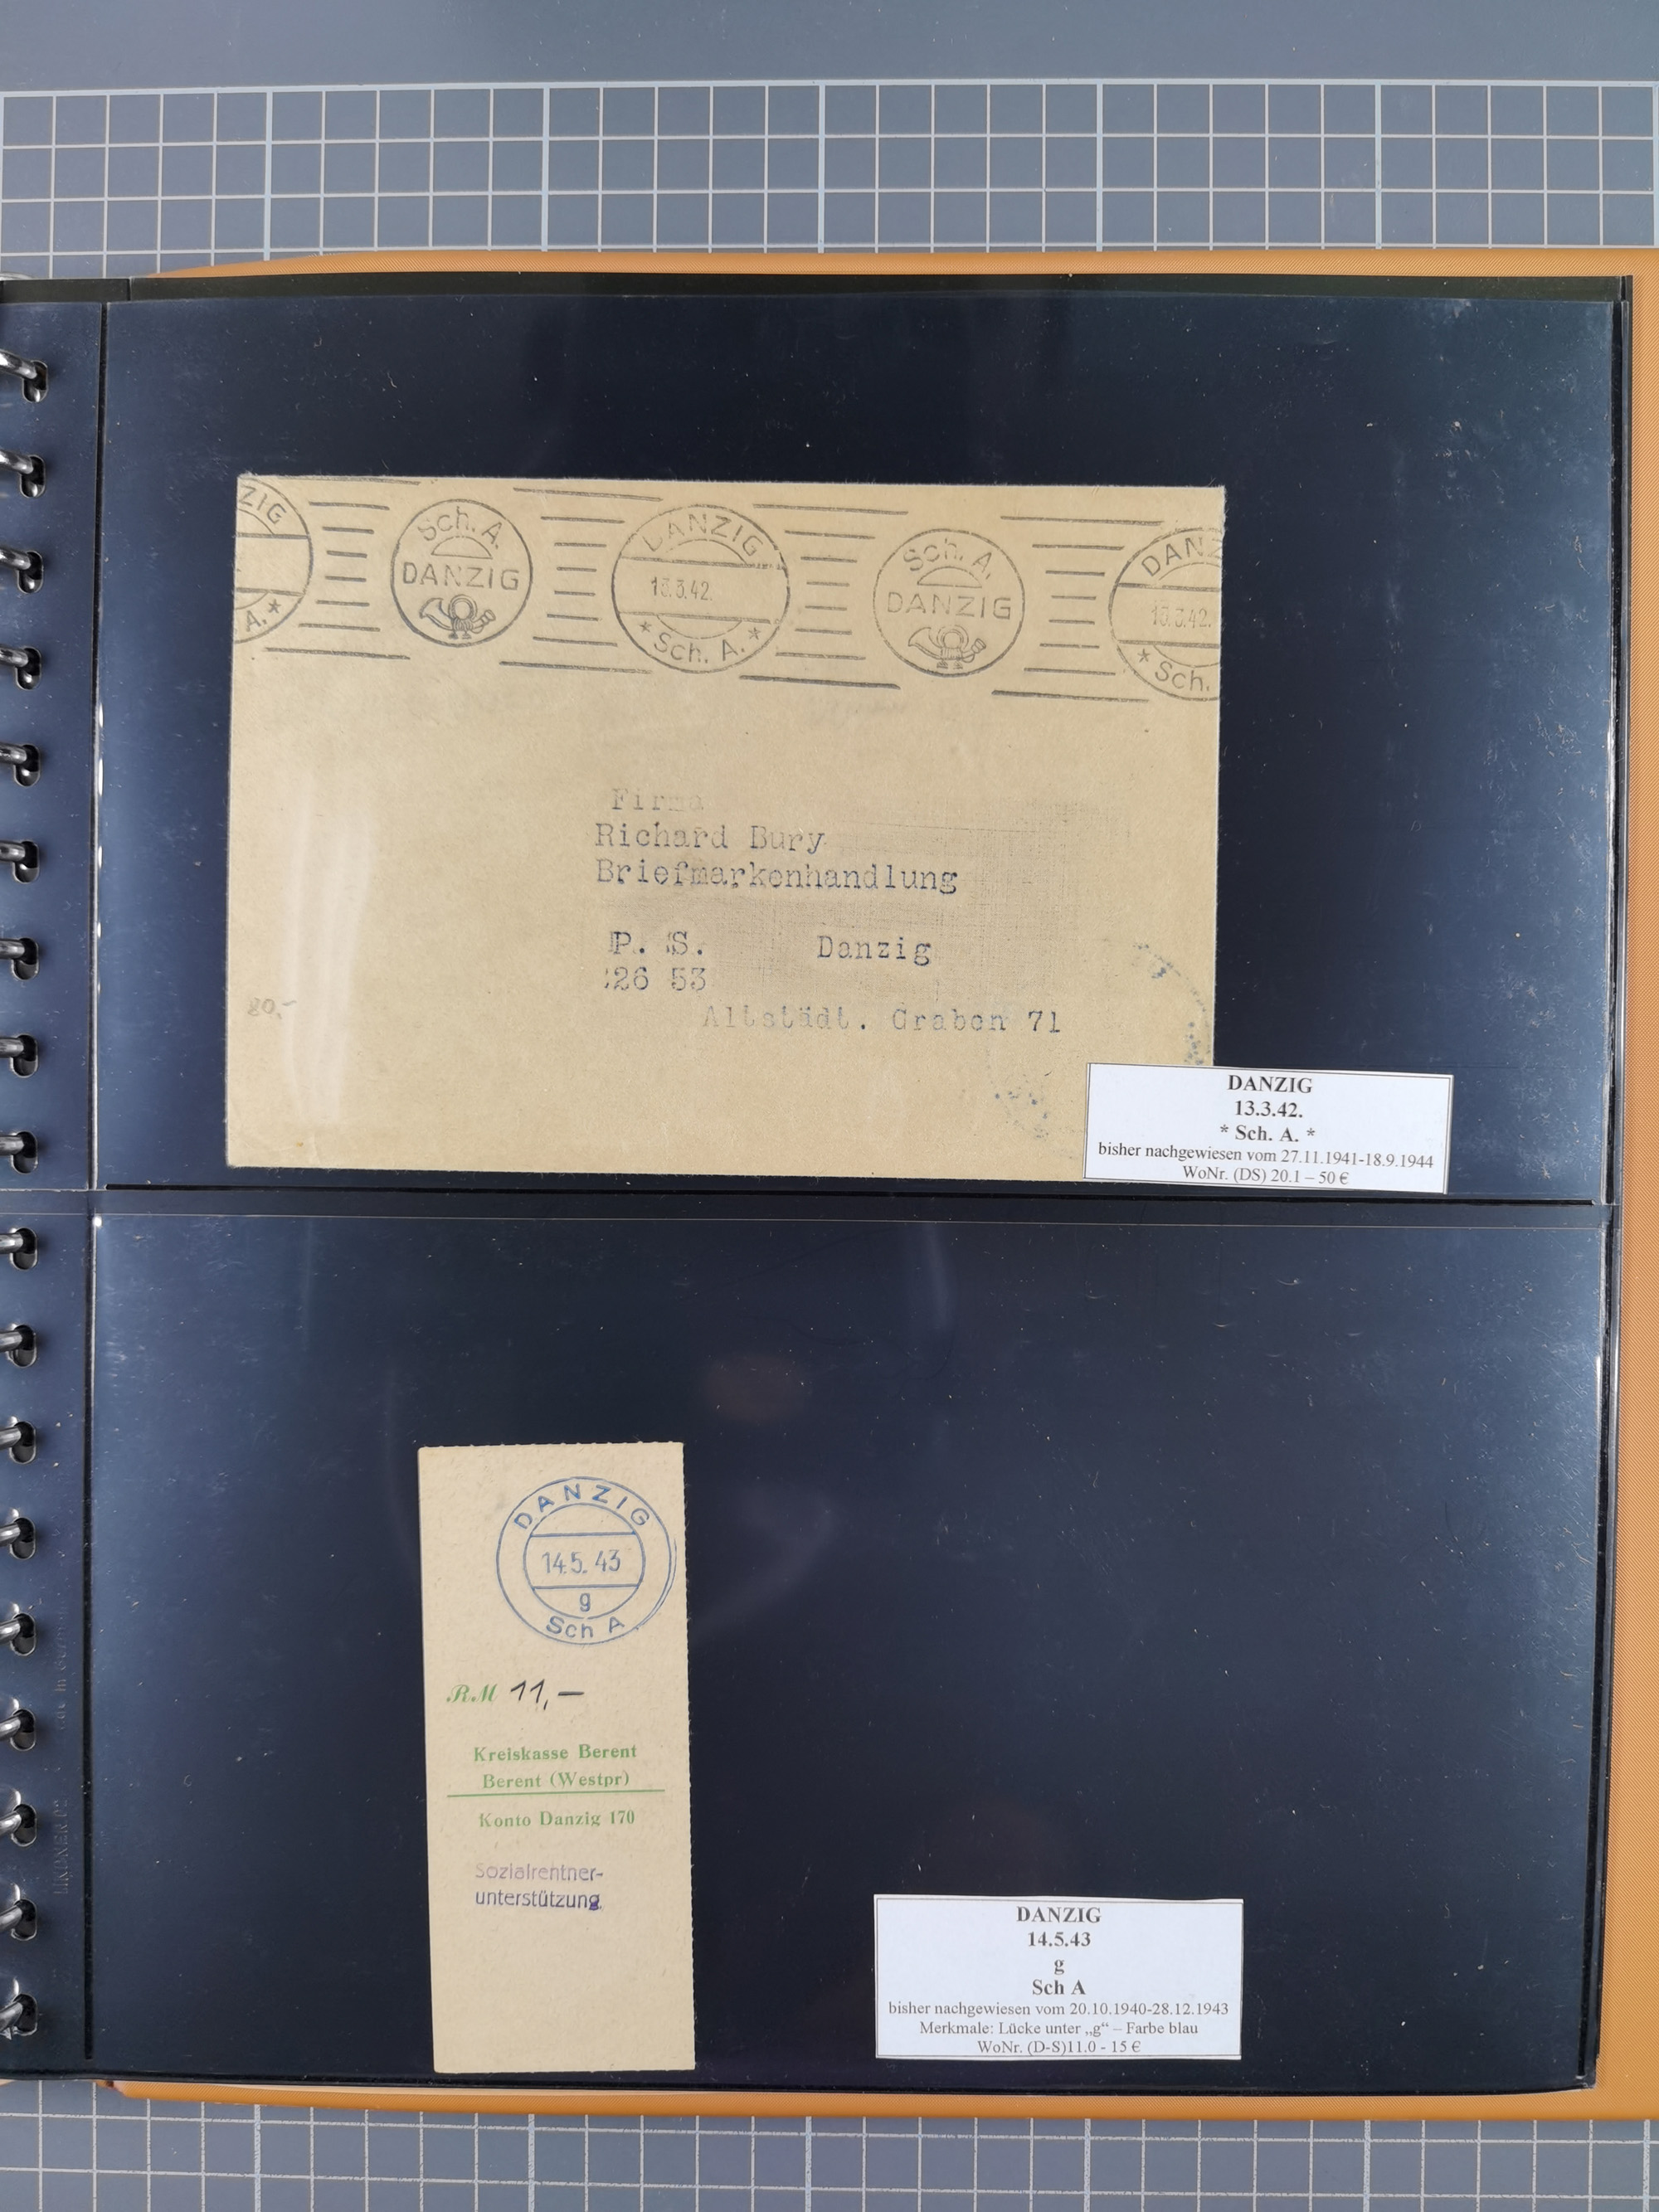 ZIG
A. *
Sch. A.
DANZIG
DANZIG
13.3.42.
* Sch. A. *
Sch. A.
DANZIG
DANZ
13.3.42.
* Sch.
Firma
Richard Bury
Briefmarkenhandlung
P. S. Danzig
26 53
Altstädt. Graben 71
80,-
DANZIG
13.3.42.
* Sch. A. *
bisher nachgewiesen vom 27.11.1941-18.9.1944
WoNr. (DS) 20.1 – 50 €
DANZIG
14.5.43
g
Sch A
RM 11,—
Kreiskasse Berent
Berent (Westpr)
Konto Danzig 170
Sozialrentner-
unterstützung
DANZIG
14.5.43
g
Sch A
bisher nachgewiesen vom 20.10.1940-28.12.1943
Merkmale: Lücke unter „g“ – Farbe blau
WoNr. (D-S)11.0 - 15 €